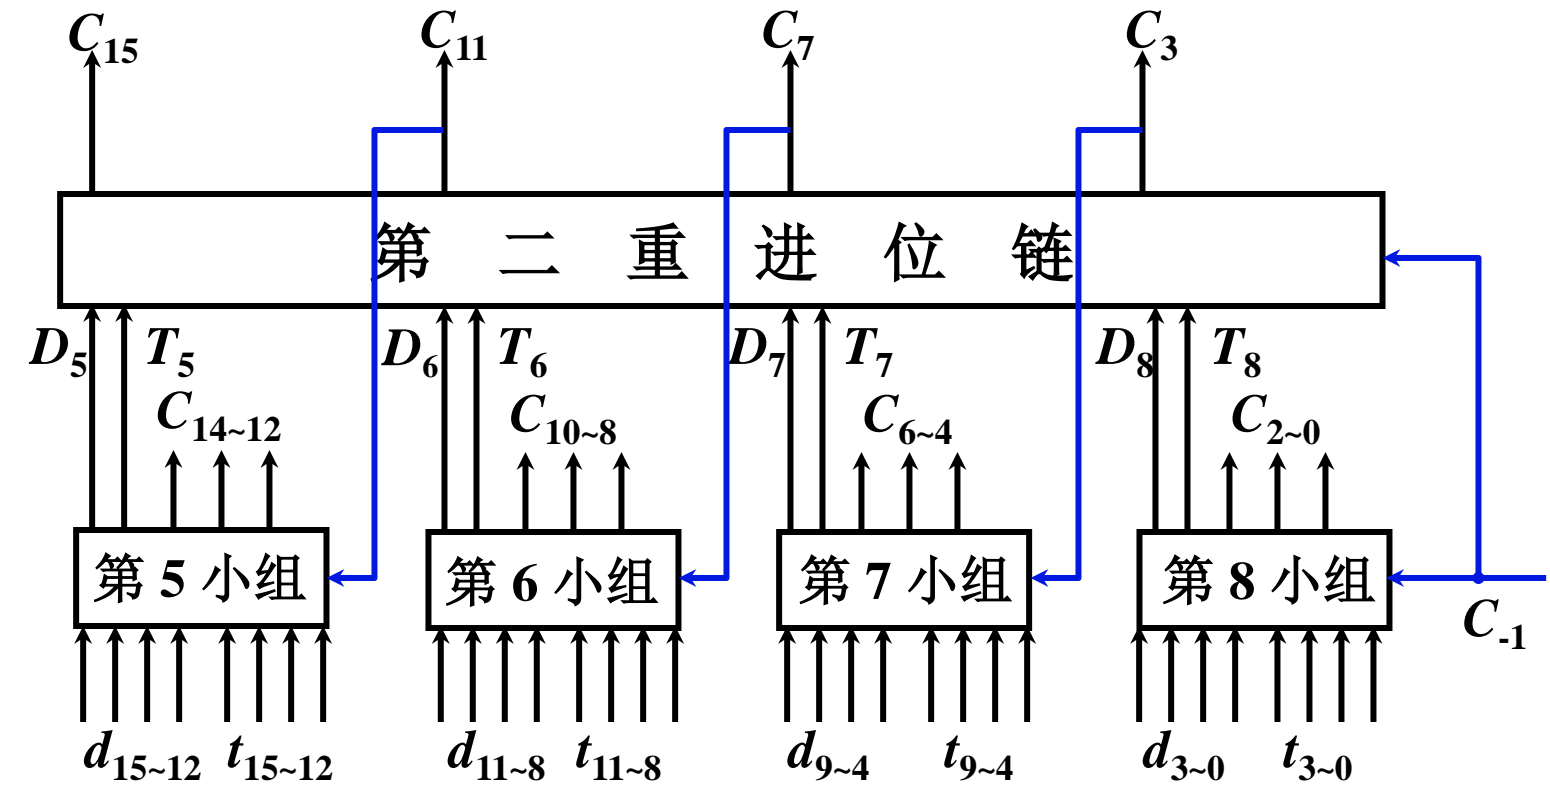 C15 C11 C7 C3
第 二 重 进 位 链
D5 T5 D6 T6 D7 T7 D8 T8
C14~12 C10~8 C6~4 C2~0
第 5 小 组 第 6 小 组 第 7 小 组 第 8 小 组
C-1
d15~12 t15~12 d11~8 t11~8 d9~4 t9~4 d3~0 t3~0